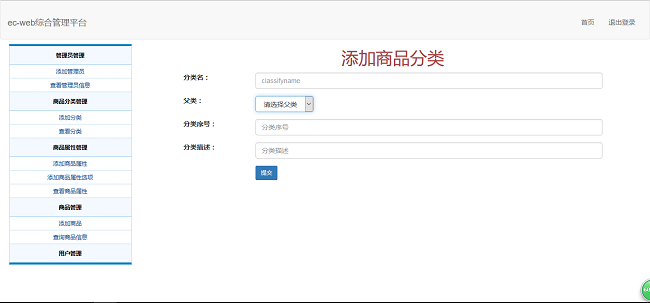 ec-web综合管理平台
首页
退出登录
管理员管理
添加管理员
查看管理员信息
商品分类管理
添加分类
查看分类
商品属性管理
添加商品属性
添加商品属性选项
查看商品属性
商品管理
添加商品
查询商品信息
用户管理
添加商品分类
分类名：
classifyname
父类：
请选择父类
分类序号：
分类序号
分类描述：
分类描述
提交